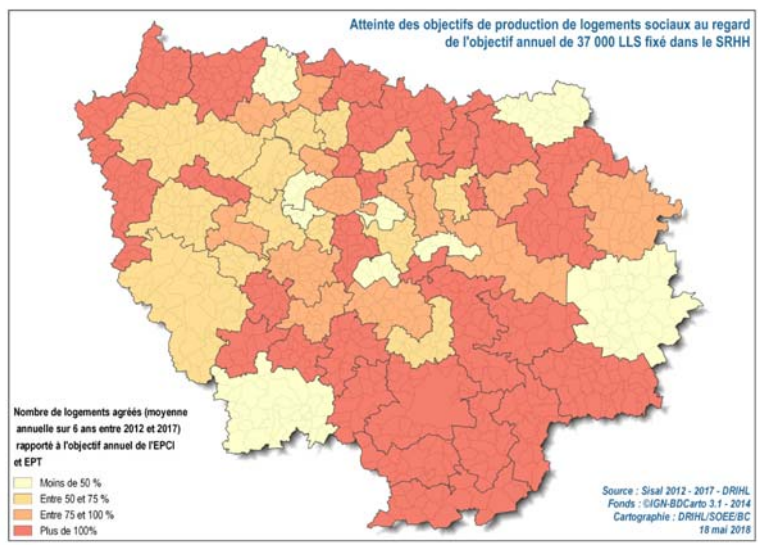 Atteinte des objectifs de production de logements sociaux au regard
de l'objectif annuel de 37 000 LLS fixé dans le SRHH
Nombre de logements agréés (moyenne
annuelle sur 6 ans entre 2012 et 2017)
rapporté à l'objectif annuel de l'EPCI
et EPT
Moins de 50 %
Entre 50 et 75 %
Entre 75 et 100 %
Plus de 100%
Source : Sisal 2012 - 2017 - DRIHL
Fonds : ©IGN-BDCarto 3.1 - 2014
Cartographie : DRIHL/SOEE/BC
18 mai 2018